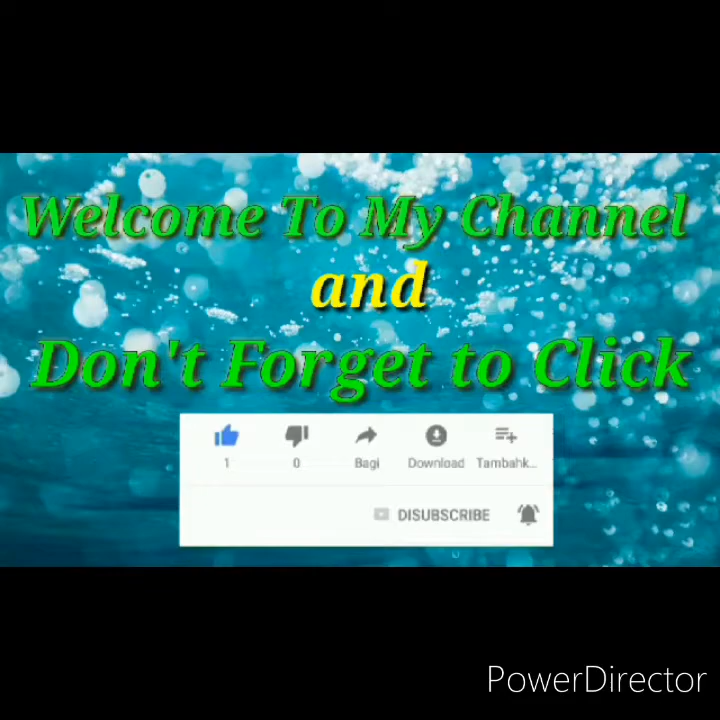 Welcome To My Channel
and
Don't Forget to Click
1 0 Bagi Download Tambahk...
DISUBSCRIBE
PowerDirector